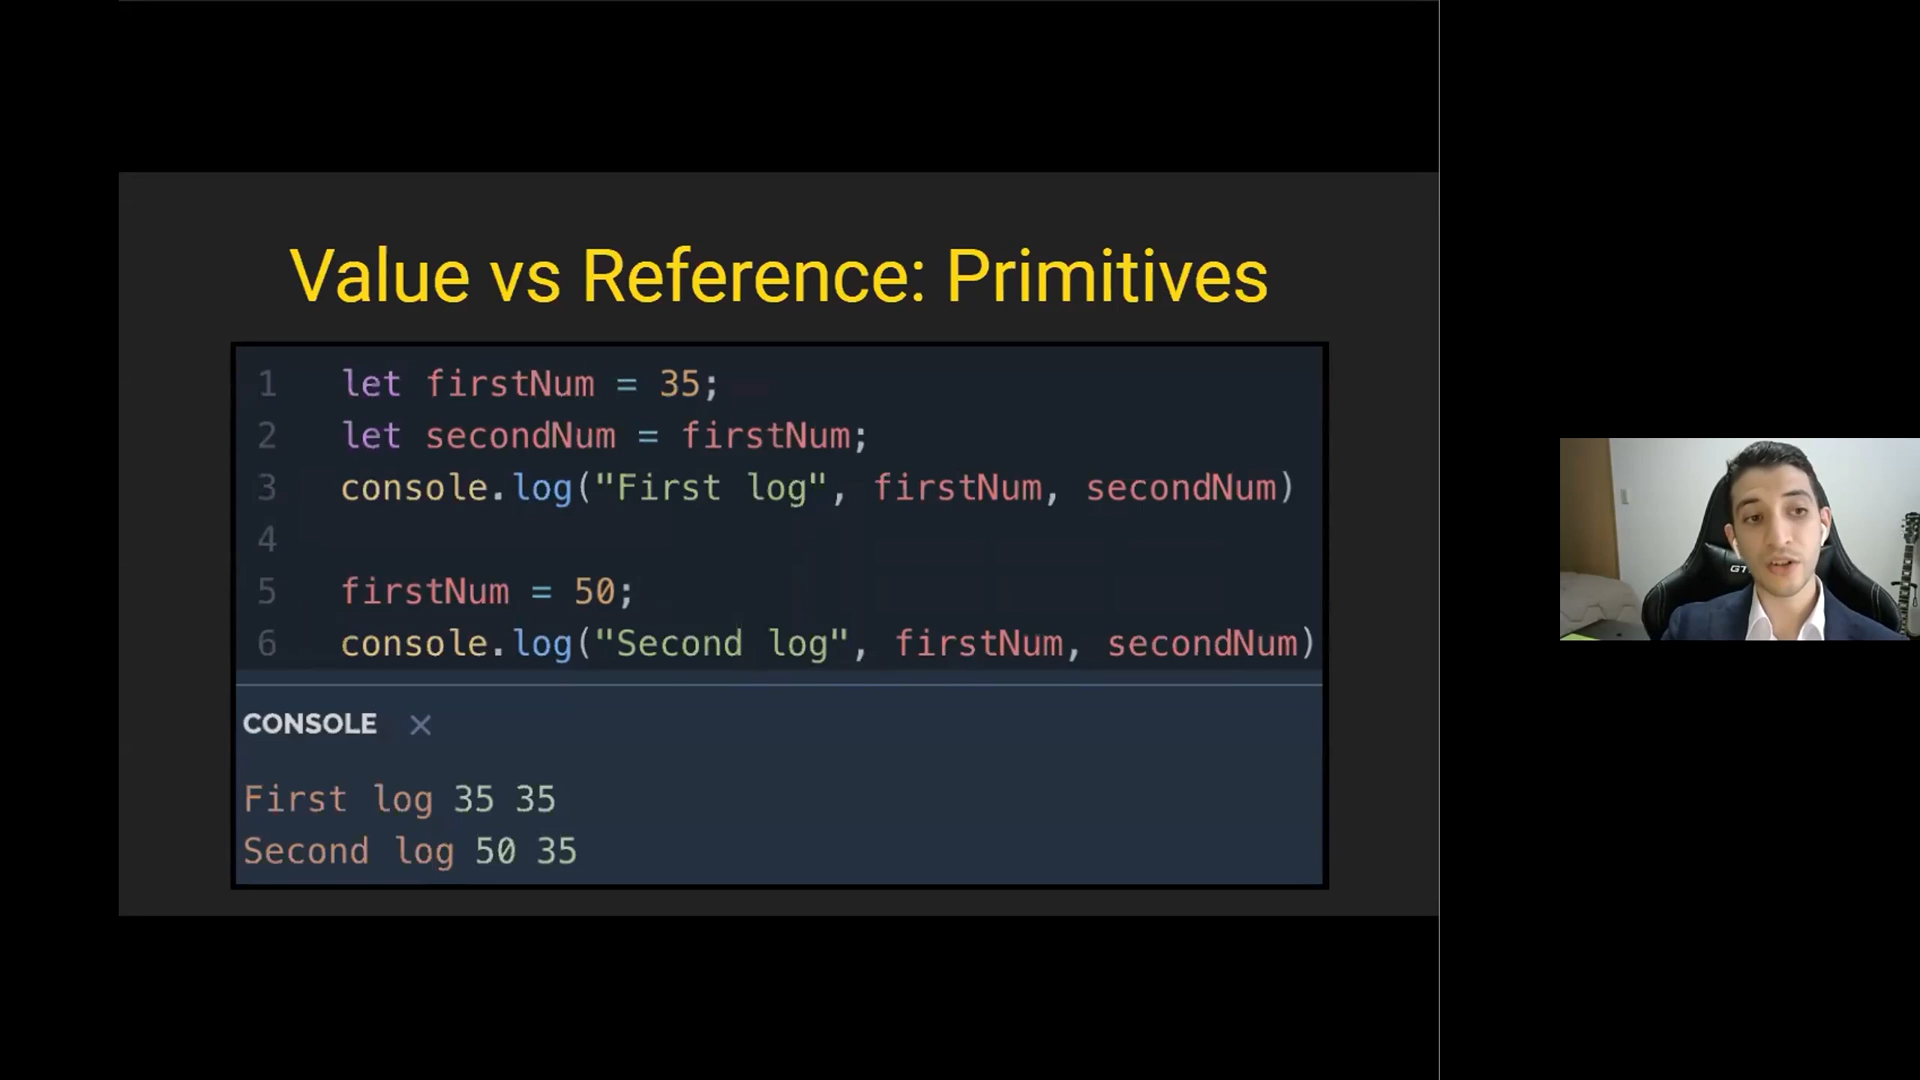 Value vs Reference: Primitives
1 let firstNum = 35;
2 let secondNum = firstNum;
3 console.log("First log", firstNum, secondNum)
4
5 firstNum = 50;
6 console.log("Second log", firstNum, secondNum)
CONSOLE ×
First log 35 35
Second log 50 35
GT